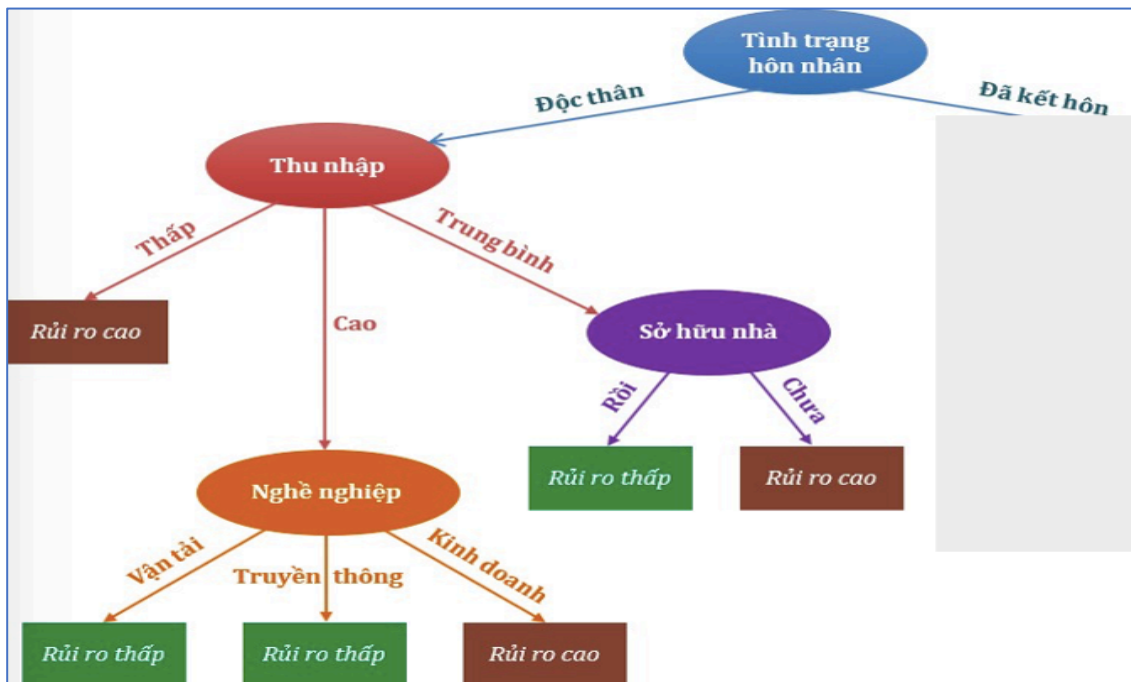 Tình trạng
hôn nhân
Độc thân
Đã kết hôn
Thu nhập
Thấp
Cao
Trung bình
Rủi ro cao
Sở hữu nhà
Rồi
Chưa
Rủi ro thấp
Rủi ro cao
Nghề nghiệp
Vận tải
Truyền thông
Kinh doanh
Rủi ro thấp
Rủi ro thấp
Rủi ro cao